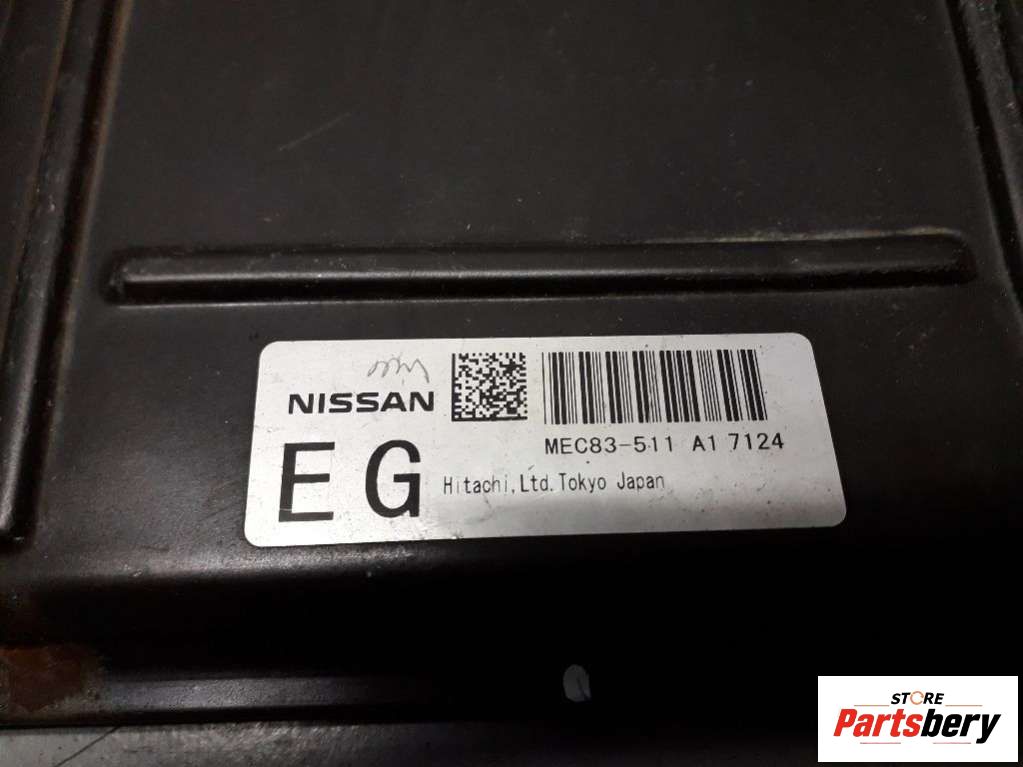 NISSAN
MEC83-511 A1 7124
EG
Hitachi,Ltd.Tokyo Japan
STORE
Partsbery